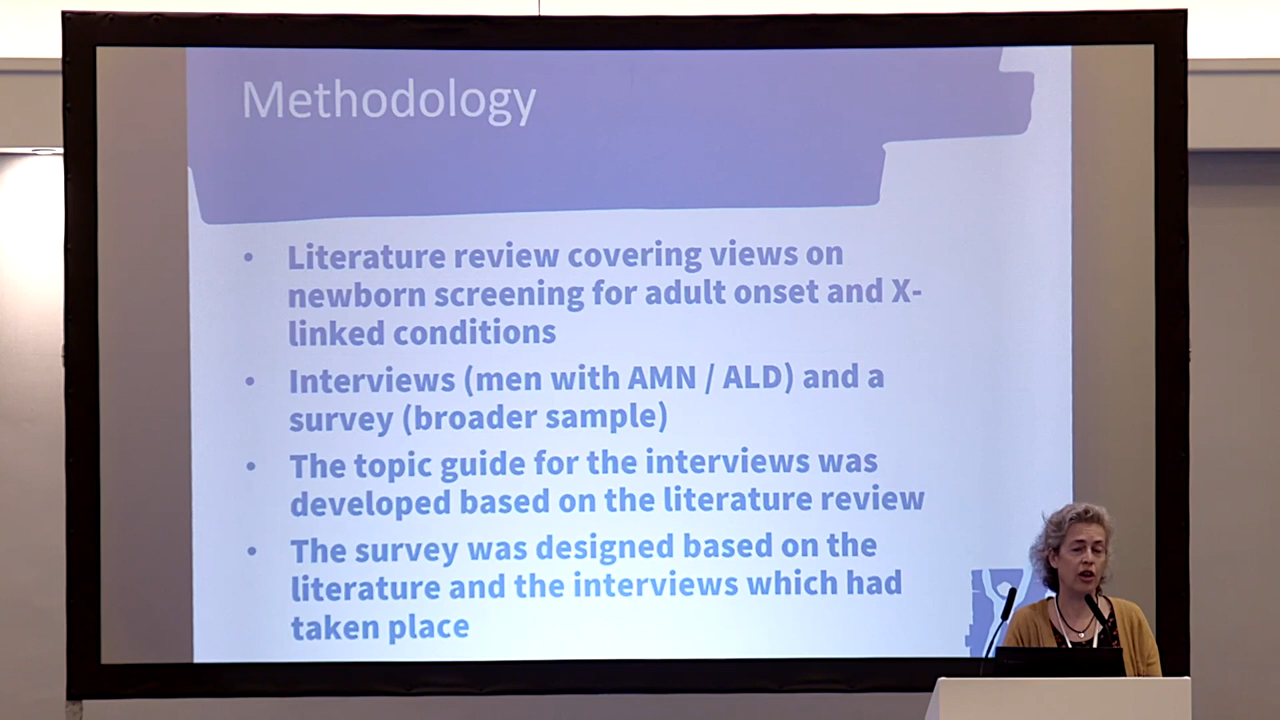 Methodology
• Literature review covering views on
newborn screening for adult onset and X-
linked conditions
• Interviews (men with AMN / ALD) and a
survey (broader sample)
• The topic guide for the interviews was
developed based on the literature review
• The survey was designed based on the
literature and the interviews which had
taken place